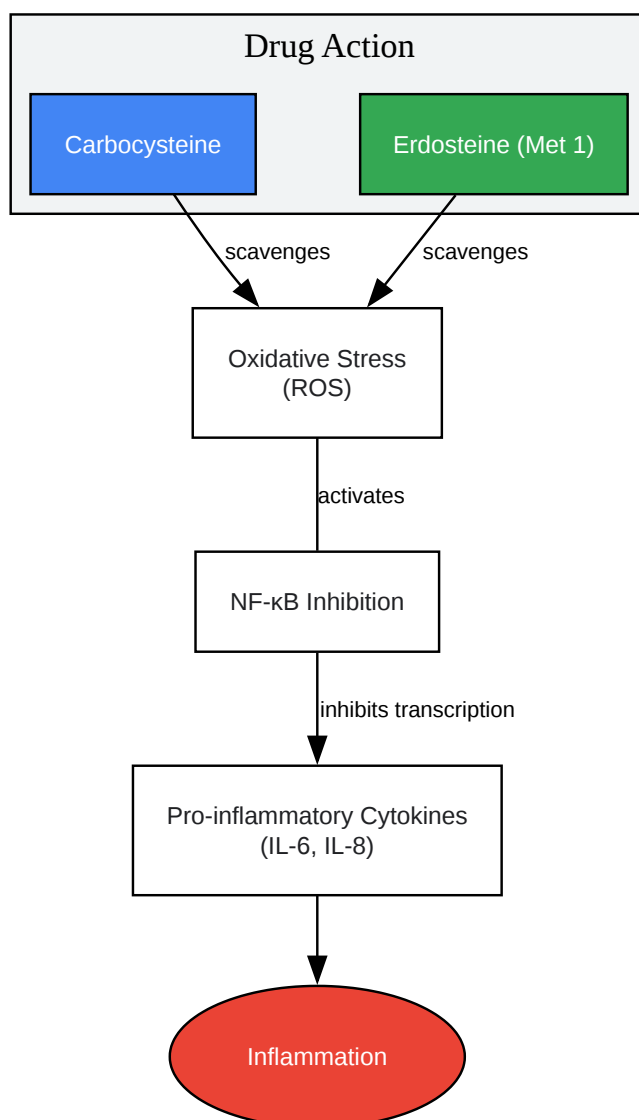 Drug Action
Carbocysteine
Erdosteine (Met 1)
scavenges
scavenges
Oxidative Stress
(ROS)
activates
NF-κB Inhibition
inhibits transcription
Pro-inflammatory Cytokines
(IL-6, IL-8)
Inflammation